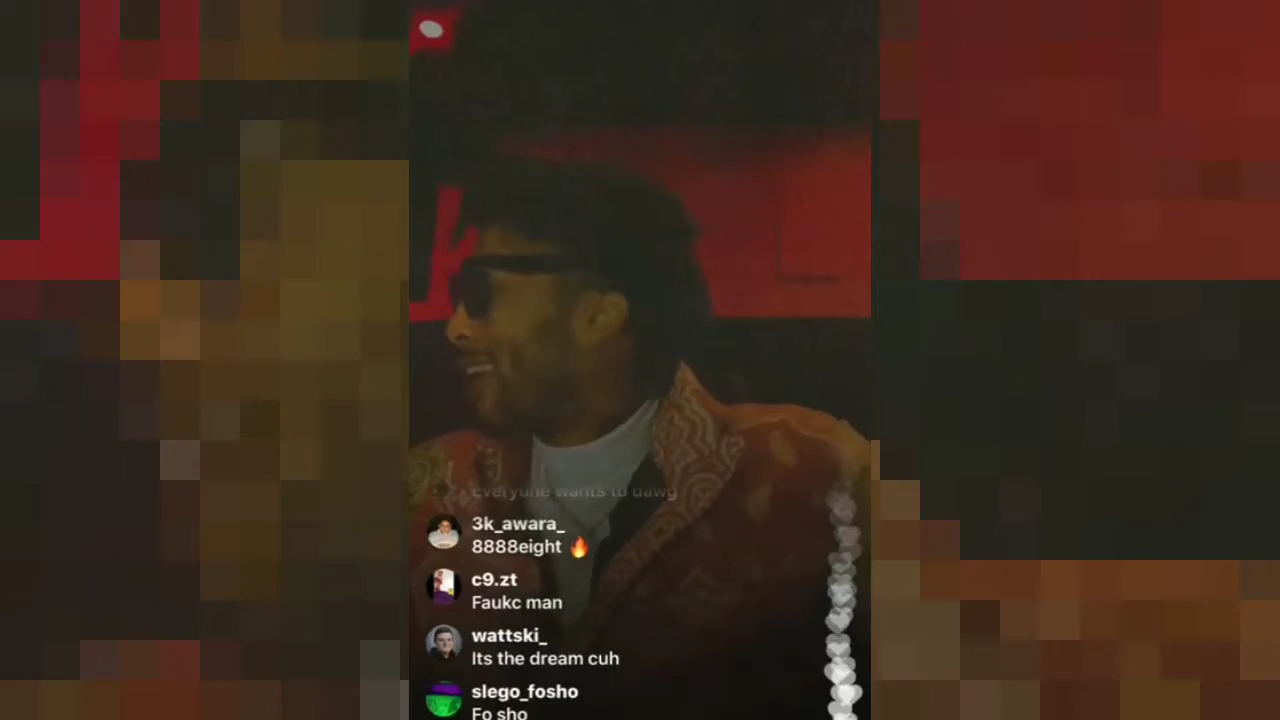 Everyone wants to dawg
3k_awara_
8888eight 🔥
c9.zt
Faukc man
wattski_
Its the dream cuh
slego_fosho
Fo sho